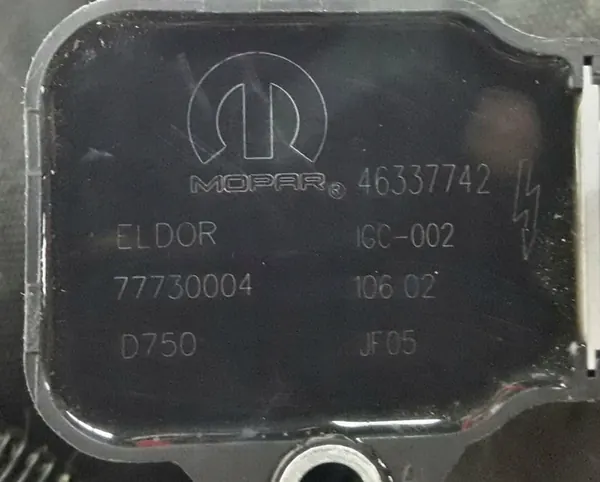 MOPAR® 46337742
ELDOR IGC-002
77730004 106 02
D750 JF05